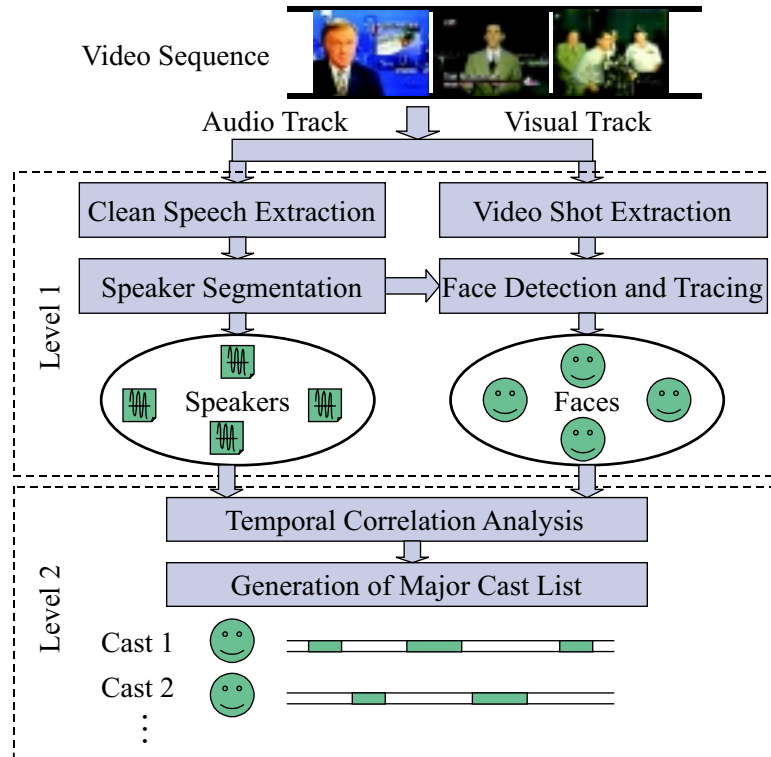 Video Sequence
Audio Track
Visual Track
Clean Speech Extraction
Video Shot Extraction
Level 1
Speaker Segmentation
Face Detection and Tracing
Speakers
Faces
Temporal Correlation Analysis
Level 2
Generation of Major Cast List
Cast 1
Cast 2